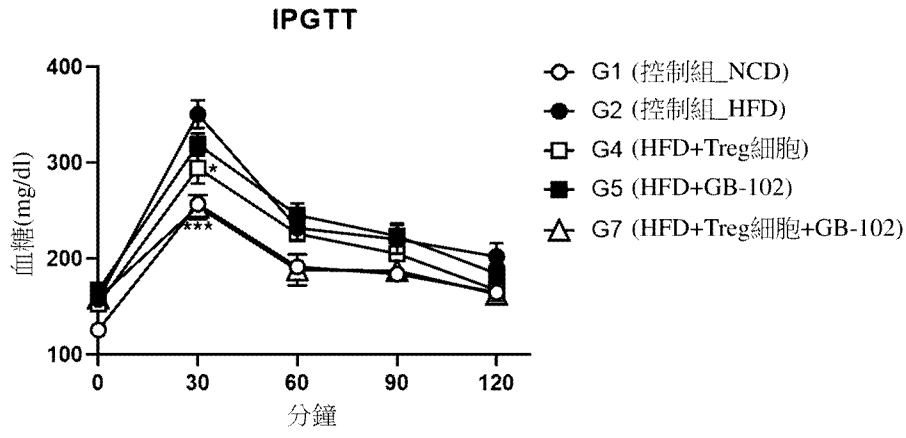 IPGTT
400
300
200
100
血糖(mg/dl)
*
***
0 30 60 90 120
分鐘
G1 (控制組_NCD)
G2 (控制組_HFD)
G4 (HFD+Treg細胞)
G5 (HFD+GB-102)
G7 (HFD+Treg細胞+GB-102)